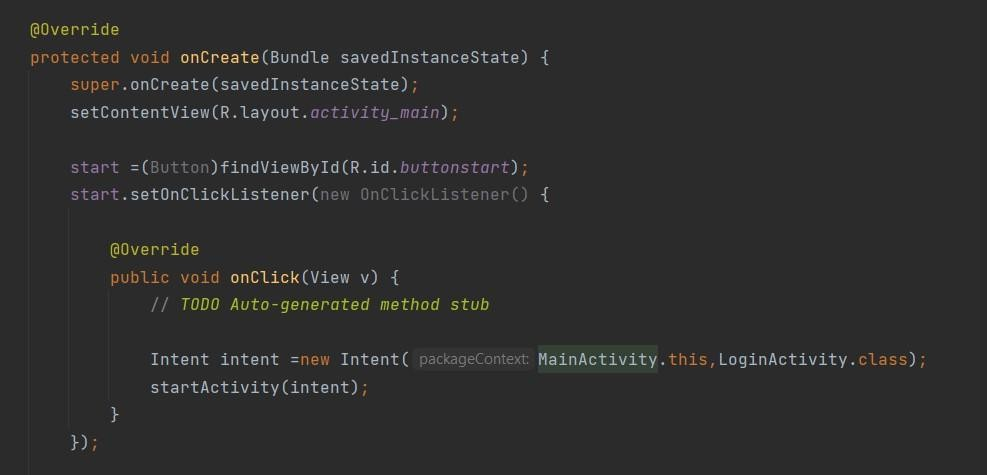 @Override
protected void onCreate(Bundle savedInstanceState) {
super.onCreate(savedInstanceState);
setContentView(R.layout.activity_main);
start =(Button)findViewById(R.id.buttonstart);
start.setOnClickListener(new OnClickListener() {
@Override
public void onClick(View v) {
// TODO Auto-generated method stub
Intent intent =new Intent( packageContext: MainActivity.this,LoginActivity.class);
startActivity(intent);
}
});